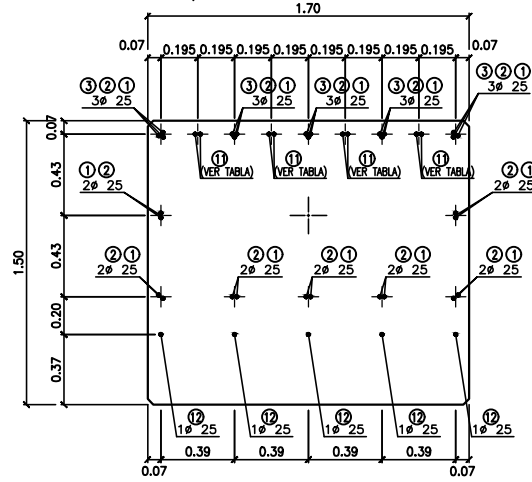 1.70
0.07 0.195 0.195 0.195 0.195 0.195 0.195 0.195 0.07
③②① ③②① ③②① ③②① ③②①
3ø 25 3ø 25 3ø 25 3ø 25 3ø 25
0.07
⑪ ⑪ ⑪ ⑪
(VER TABLA) (VER TABLA) (VER TABLA) (VER TABLA)
0.43
①② ②①
2ø 25 2ø 25
1.50
0.43
②① ②① ②① ②① ②①
2ø 25 2ø 25 2ø 25 2ø 25 2ø 25
0.20
0.37
⑫ ⑫ ⑫ ⑫ ⑫
1ø 25 1ø 25 1ø 25 1ø 25 1ø 25
0.39 0.39 0.39 0.39
0.07 0.07